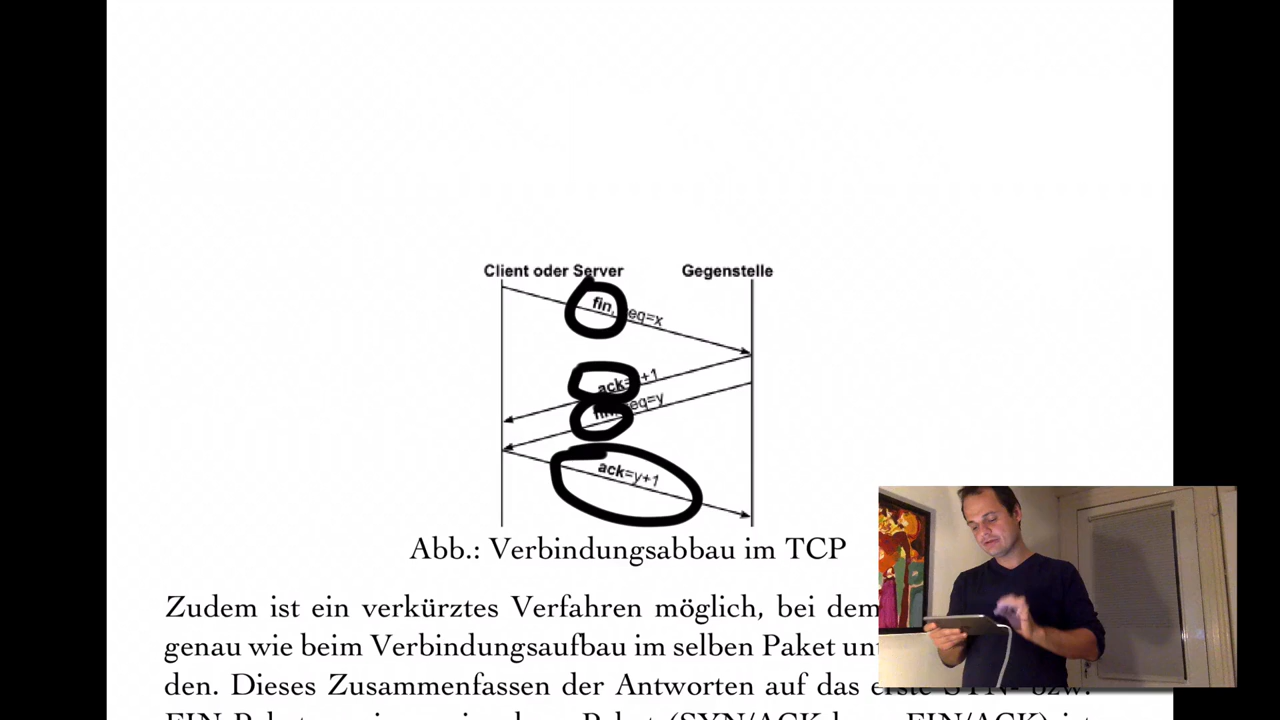 Client oder Server Gegenstelle
fin, eq=x
ack= +1
eq=y
ack=y+1
Abb.: Verbindungsabbau im TCP
Zudem ist ein verkürztes Verfahren möglich, bei dem
genau wie beim Verbindungsaufbau im selben Paket
den. Dieses Zusammenfassen der Antworten auf das erste SYN- bzw.